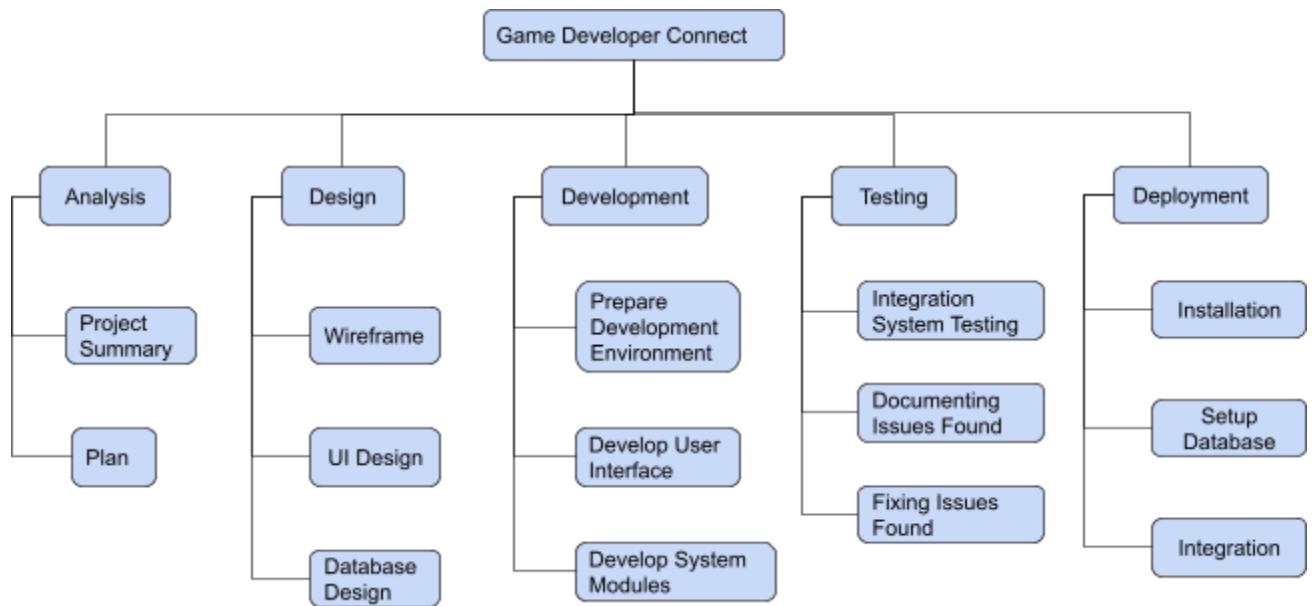 Game Developer Connect
Analysis
Design
Development
Testing
Deployment
Project
Summary
Plan
Wireframe
UI Design
Database
Design
Prepare
Development
Environment
Develop User
Interface
Develop System
Modules
Integration
System Testing
Documenting
Issues Found
Fixing Issues
Found
Installation
Setup
Database
Integration